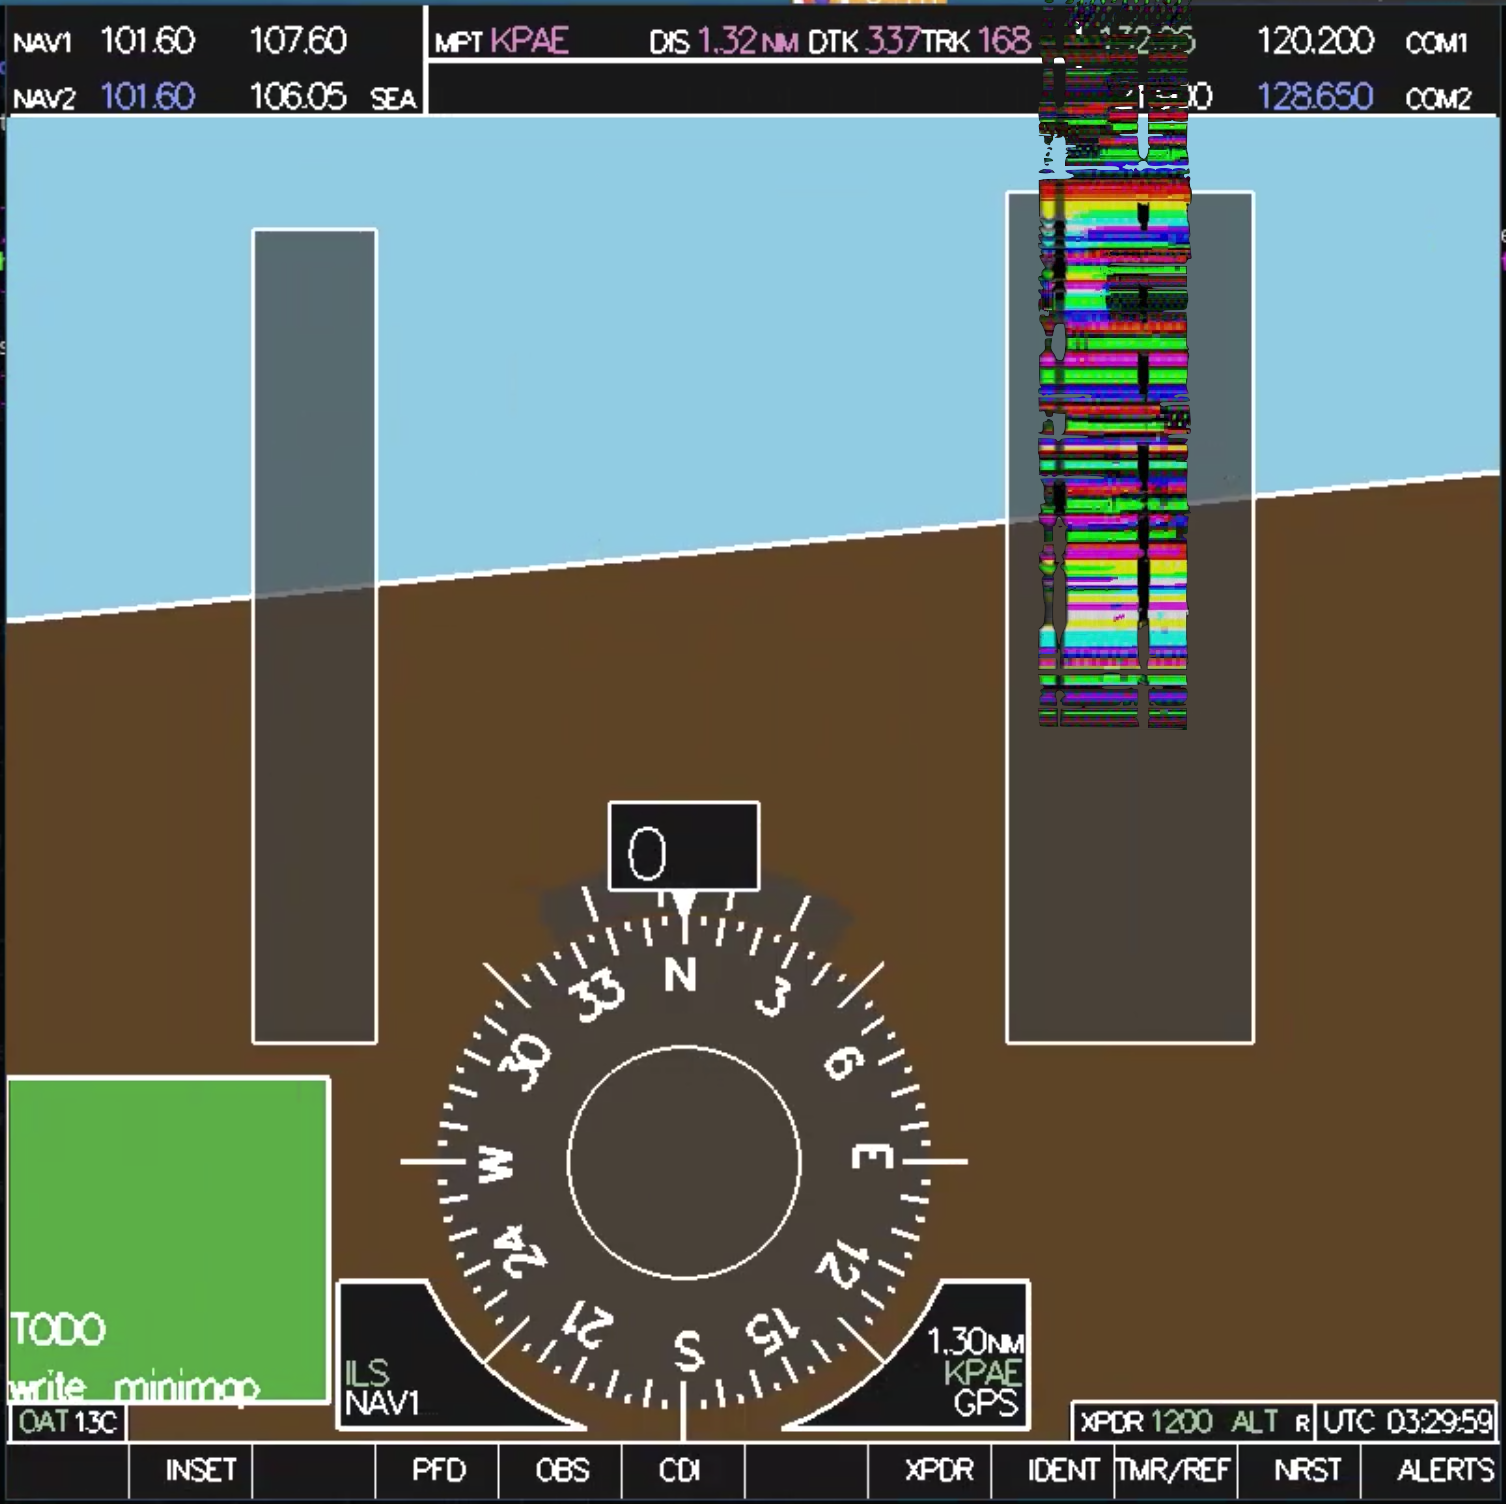 NAV1 101.60 107.60 MPT KPAE DIS 1.32 NM DTK 337 TRK 168 120.200 COM1
NAV2 101.60 106.05 SEA 128.650 COM2
0
N
33 3
30 6
W E
24 12
21 15
S
TODO
write minimap
ILS
NAV1
1.30NM
KPAE
GPS
OAT 13C
XPDR 1200 ALT R UTC 03:29:59
INSET PFD OBS CDI XPDR IDENT TMR/REF NRST ALERTS